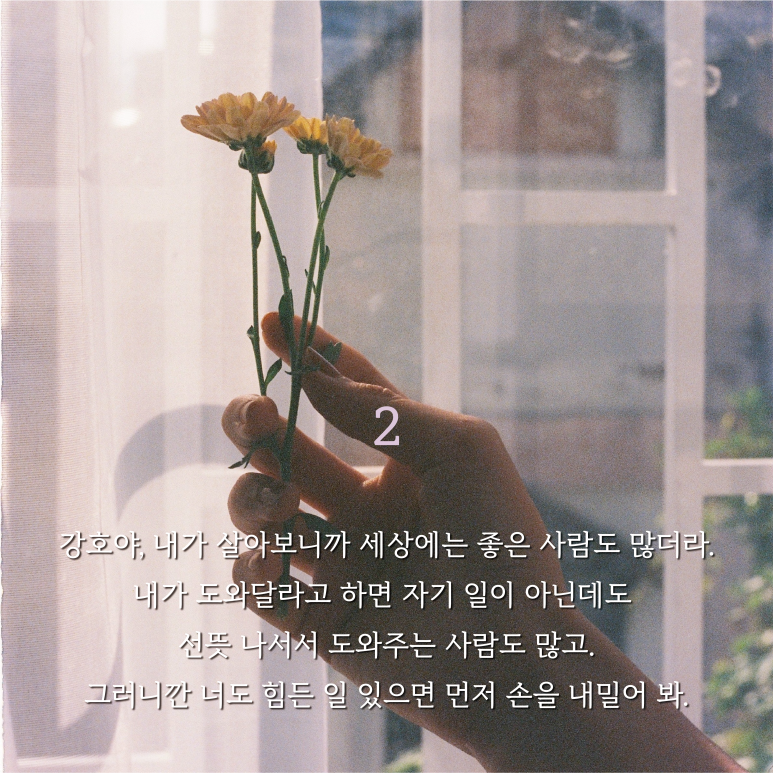 2
강호야, 내가 살아보니까 세상에는 좋은 사람도 많더라.
내가 도와달라고 하면 자기 일이 아닌데도
선뜻 나서서 도와주는 사람도 많고.
그러니깐 너도 힘든 일 있으면 먼저 손을 내밀어 봐.